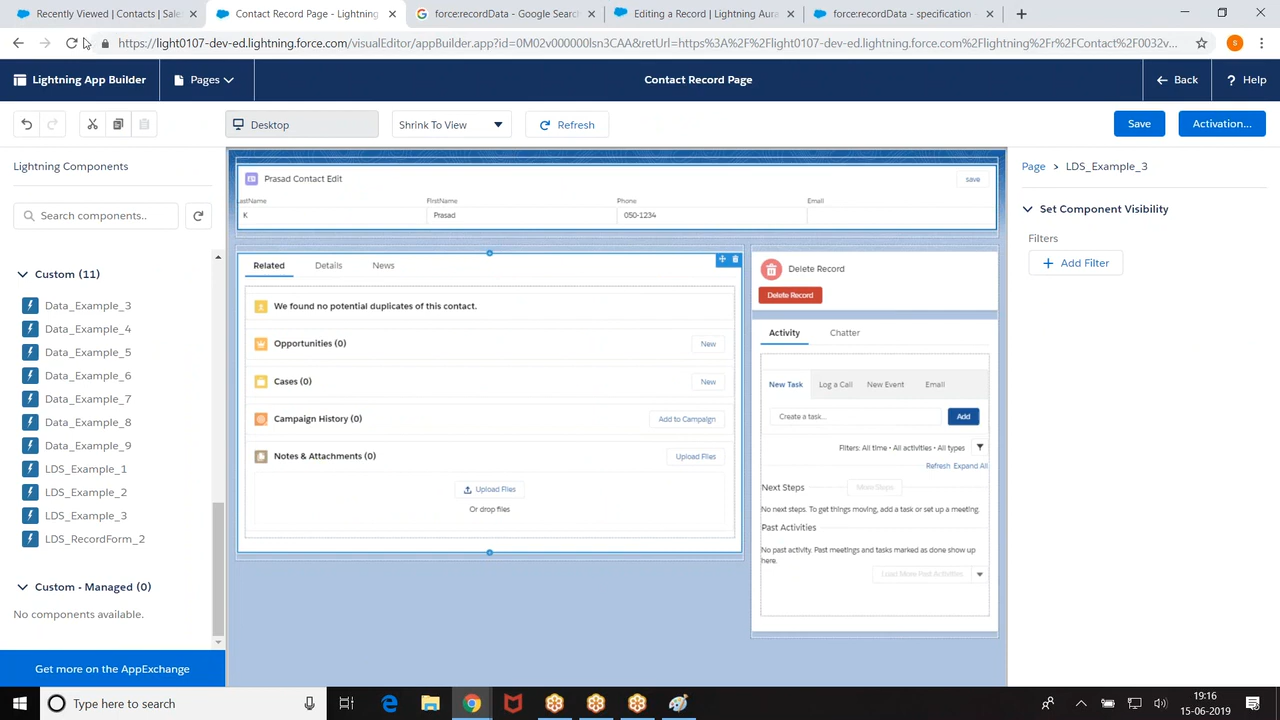 Recently Viewed | Contacts | Sales
Contact Record Page - Lightning
force:recordData - Google Search
Editing a Record | Lightning Aura
force:recordData - specification
https://light0107-dev-ed.lightning.force.com/visualEditor/appBuilder.app?id=0M02v000000lsn3CAA&retUrl=https%3A%2F%2Flight0107-dev-ed.lightning.force.com%2Flightning%2Fr%2FContact%2F0032v...
S
Lightning App Builder
Pages
Contact Record Page
Back
? Help
Desktop
Shrink To View
Refresh
Save
Activation...
Lightning Components
Search components..
Custom (11)
Data_Example_3
Data_Example_4
Data_Example_5
Data_Example_6
Data_Example_7
Data_Example_8
Data_Example_9
LDS_Example_1
LDS_Example_2
LDS_Example_3
LDS_RecordForm_2
Custom - Managed (0)
No components available.
Get more on the AppExchange
Prasad Contact Edit
save
LastName
FirstName
Phone
Email
K
Prasad
050-1234
Related
Details
News
We found no potential duplicates of this contact.
Opportunities (0)
New
Cases (0)
New
Campaign History (0)
Add to Campaign
Notes & Attachments (0)
Upload Files
Upload Files
Or drop files
Delete Record
Delete Record
Activity
Chatter
New Task
Log a Call
New Event
Email
Create a task...
Add
Filters: All time • All activities • All types
Refresh Expand All
Next Steps
More Steps
No next steps. To get things moving, add a task or set up a meeting.
Past Activities
No past activity. Past meetings and tasks marked as done show up
here.
Load More Past Activities
Page > LDS_Example_3
Set Component Visibility
Filters
Add Filter
Type here to search
19:16
15-06-2019